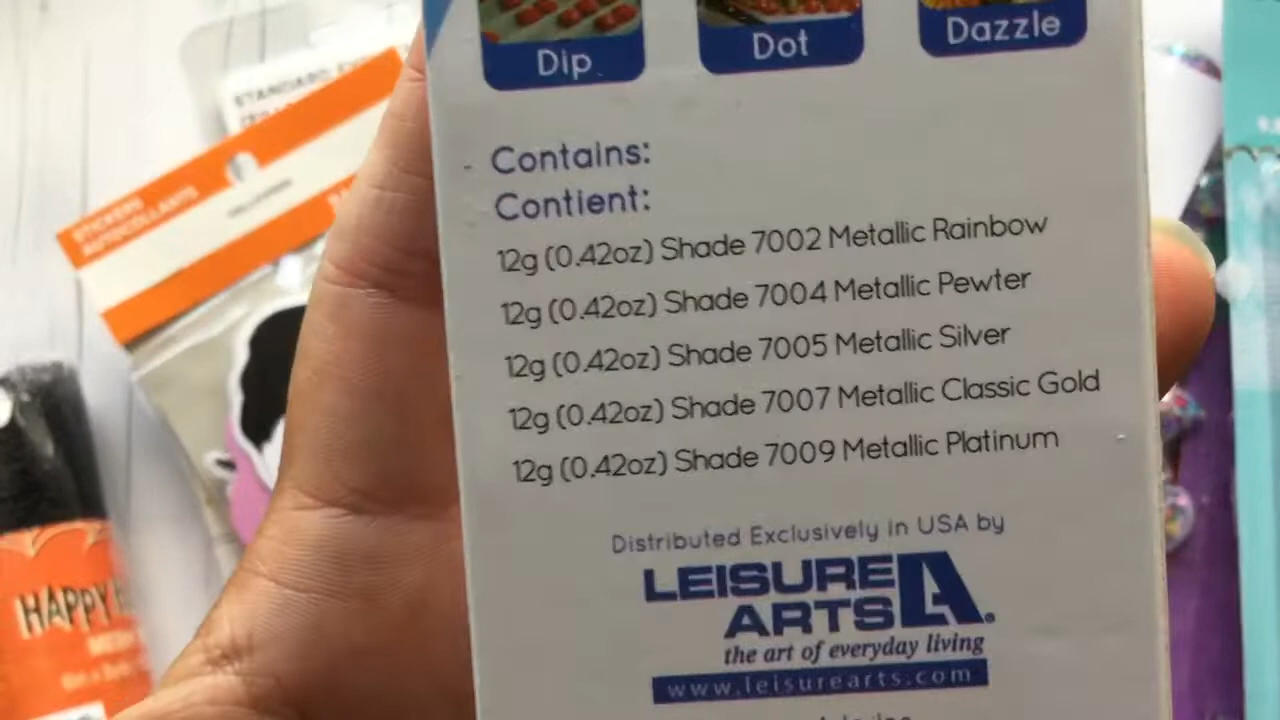 Dip
Dot
Dazzle
Contains:
Contient:
12g (0.42oz) Shade 7002 Metallic Rainbow
12g (0.42oz) Shade 7004 Metallic Pewter
12g (0.42oz) Shade 7005 Metallic Silver
12g (0.42oz) Shade 7007 Metallic Classic Gold
12g (0.42oz) Shade 7009 Metallic Platinum
Distributed Exclusively in USA by
LEISURE
ARTS
the art of everyday living
www.leisurearts.com
STANDARD
STICKERS
AUTOCOLLANTS
HAPPY